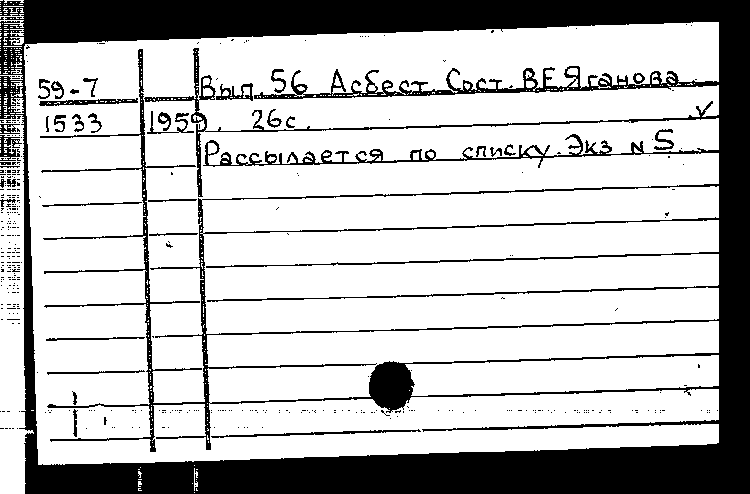 59-7 Вып. 56 Асбест. Сост. В.Е.Яганова.
1533 1959. 26с. ✓
Рассылается по списку. Экз N 5.